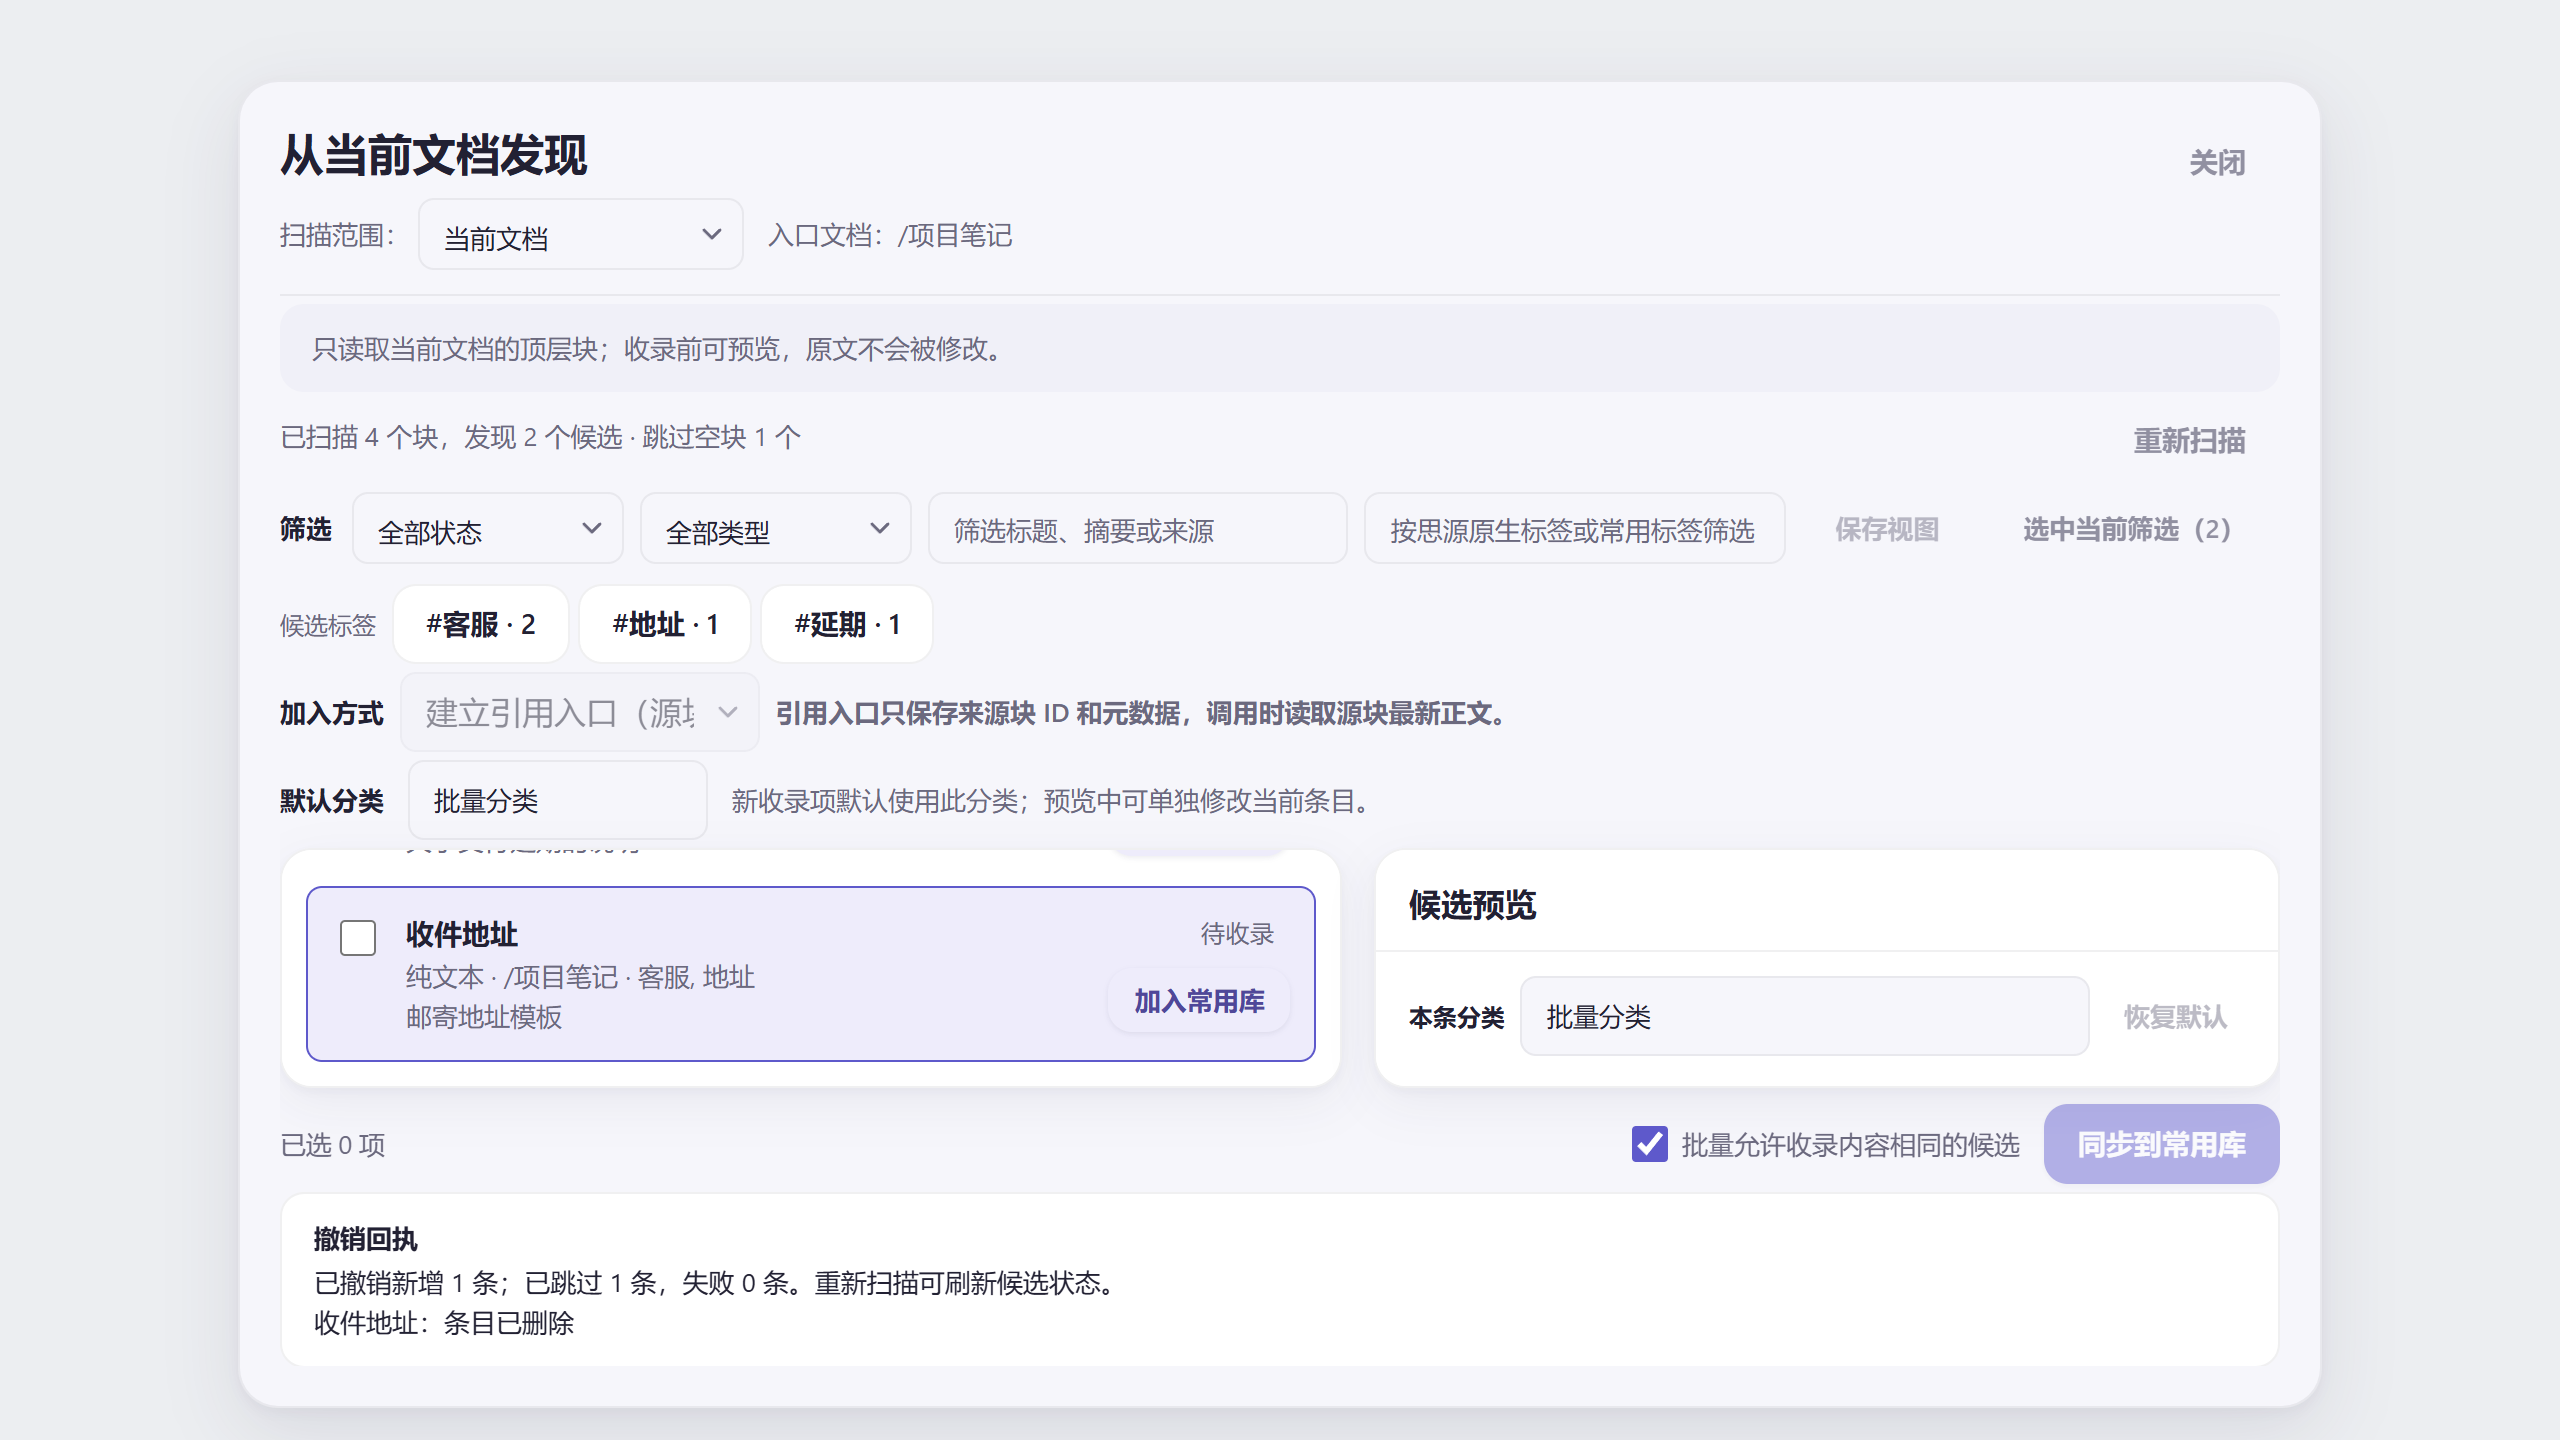 从当前文档发现
关闭
扫描范围：
当前文档
入口文档：/项目笔记
只读取当前文档的顶层块；收录前可预览，原文不会被修改。
已扫描 4 个块，发现 2 个候选 · 跳过空块 1 个
重新扫描
筛选
全部状态
全部类型
筛选标题、摘要或来源
按思源原生标签或常用标签筛选
保存视图
选中当前筛选（2）
候选标签
#客服 · 2
#地址 · 1
#延期 · 1
加入方式
建立引用入口（源
引用入口只保存来源块 ID 和元数据，调用时读取源块最新正文。
默认分类
批量分类
新收录项默认使用此分类；预览中可单独修改当前条目。
收件地址
待收录
纯文本 · /项目笔记 · 客服, 地址
邮寄地址模板
加入常用库
候选预览
本条分类
批量分类
恢复默认
已选 0 项
批量允许收录内容相同的候选
同步到常用库
撤销回执
已撤销新增 1 条；已跳过 1 条，失败 0 条。重新扫描可刷新候选状态。
收件地址：条目已删除